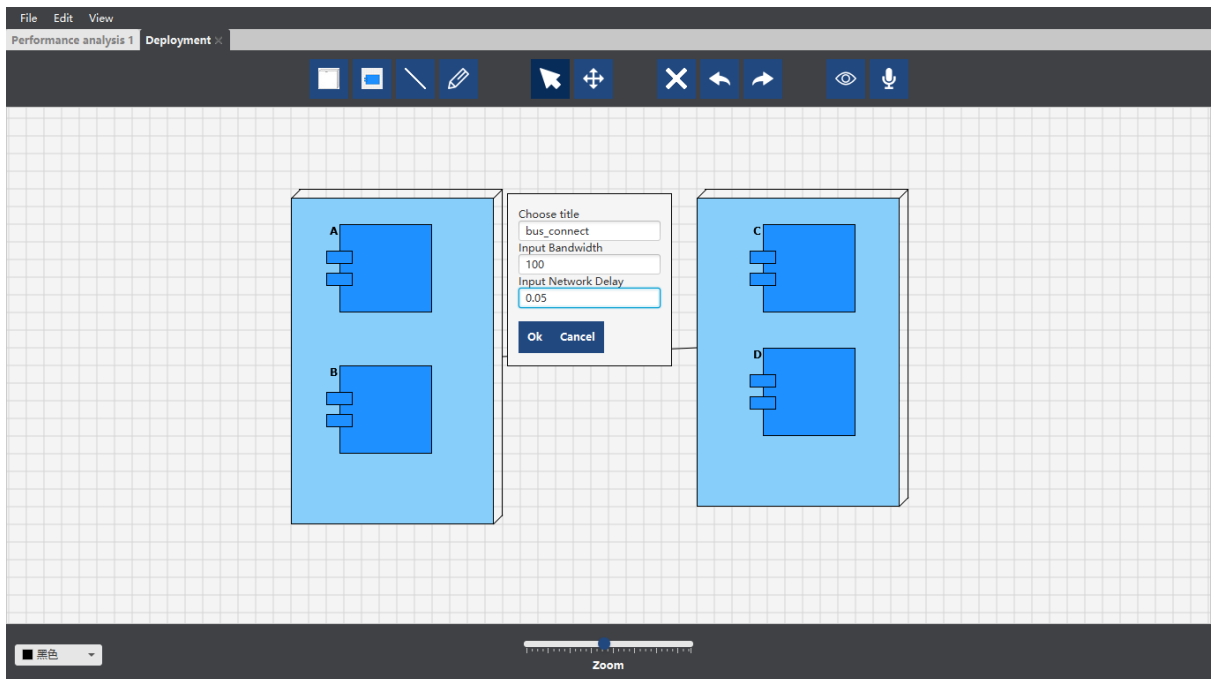 File Edit View
Performance analysis 1 Deployment
Choose title
A
bus_connect
C
Input Bandwidth
100
Input Network Delay
0.05
Ok Cancel
D
B
黑色
Zoom